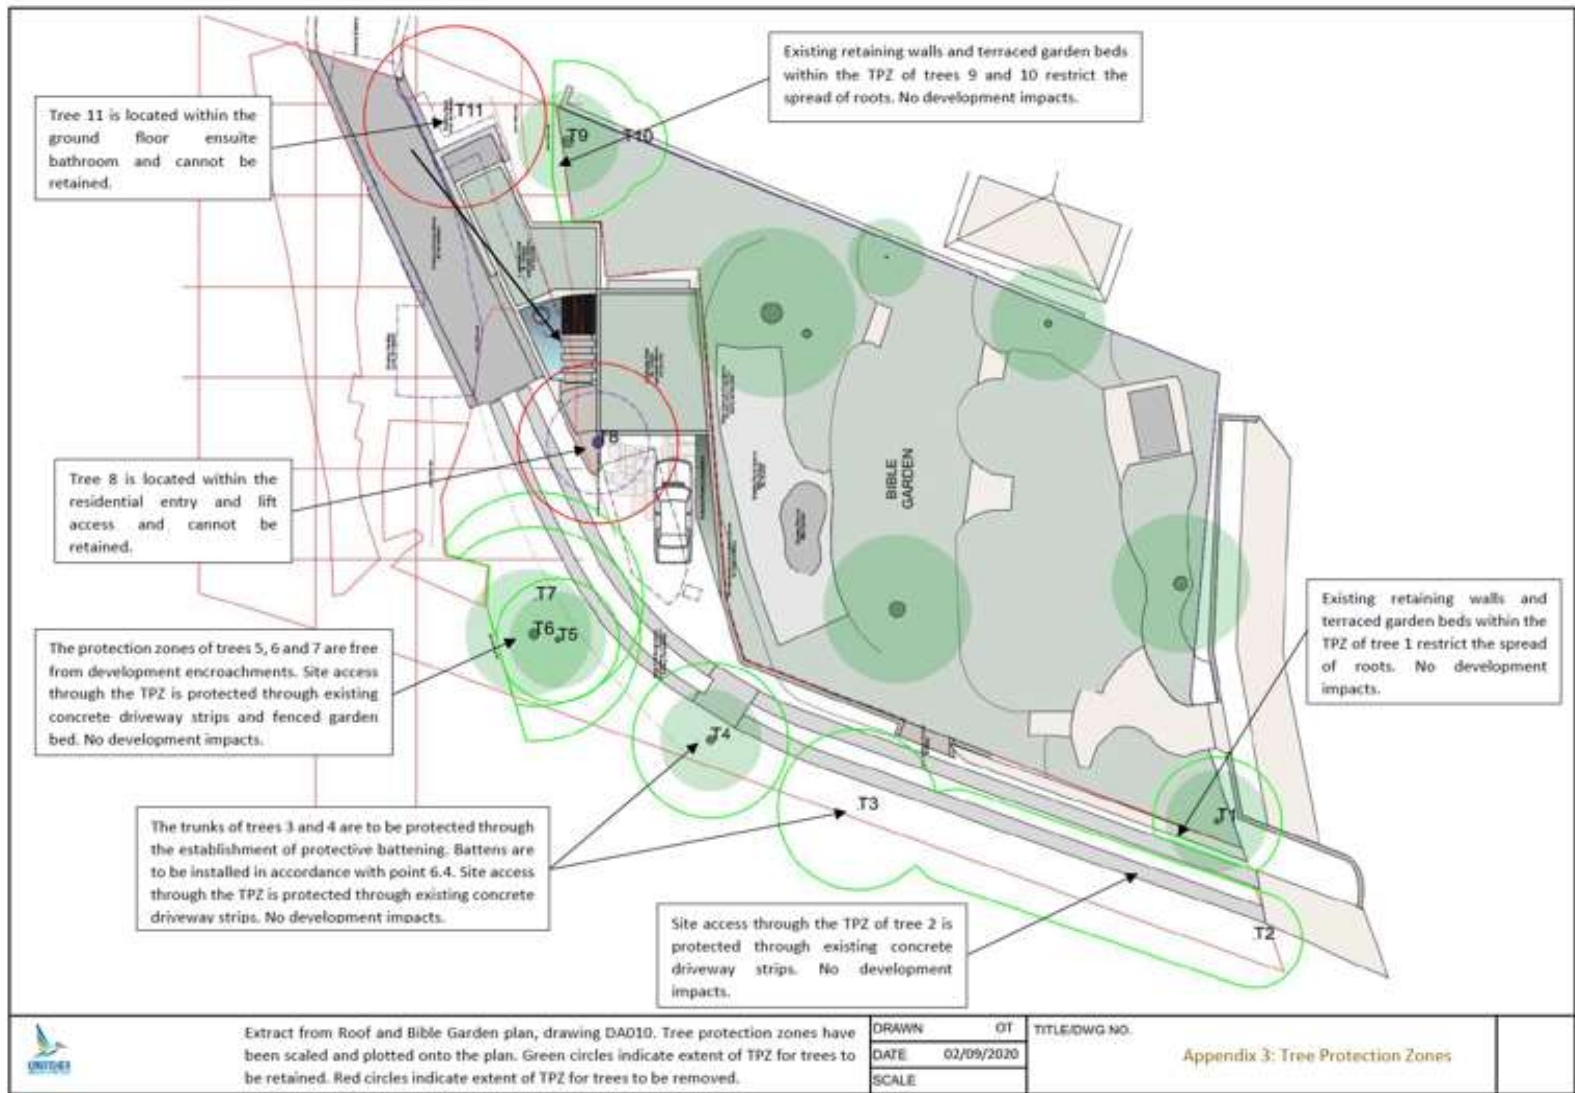 Existing retaining walls and terraced garden beds
within the TPZ of trees 9 and 10 restrict the
spread of roots. No development impacts.
Tree 11 is located within the
ground floor ensuite
bathroom and cannot be
retained.
T11
T9
T10
Tree 8 is located within the
residential entry and lift
access and cannot be
retained.
T8
BIBLE
GARDEN
Existing retaining walls and
terraced garden beds within the
TPZ of tree 1 restrict the spread
of roots. No development
impacts.
The protection zones of trees 5, 6 and 7 are free
from development encroachments. Site access
through the TPZ is protected through existing
concrete driveway strips and fenced garden
bed. No development impacts.
.T7
T6
T5
T4
.T3
T1
.T2
The trunks of trees 3 and 4 are to be protected through
the establishment of protective battening. Battens are
to be installed in accordance with point 6.4. Site access
through the TPZ is protected through existing concrete
driveway strips. No development impacts.
Site access through the TPZ of tree 2 is
protected through existing concrete
driveway strips. No development
impacts.
Extract from Roof and Bible Garden plan, drawing DA010. Tree protection zones have
been scaled and plotted onto the plan. Green circles indicate extent of TPZ for trees to
be retained. Red circles indicate extent of TPZ for trees to be removed.
DRAWN OT
DATE 02/09/2020
SCALE
TITLE/DWG NO.
Appendix 3: Tree Protection Zones